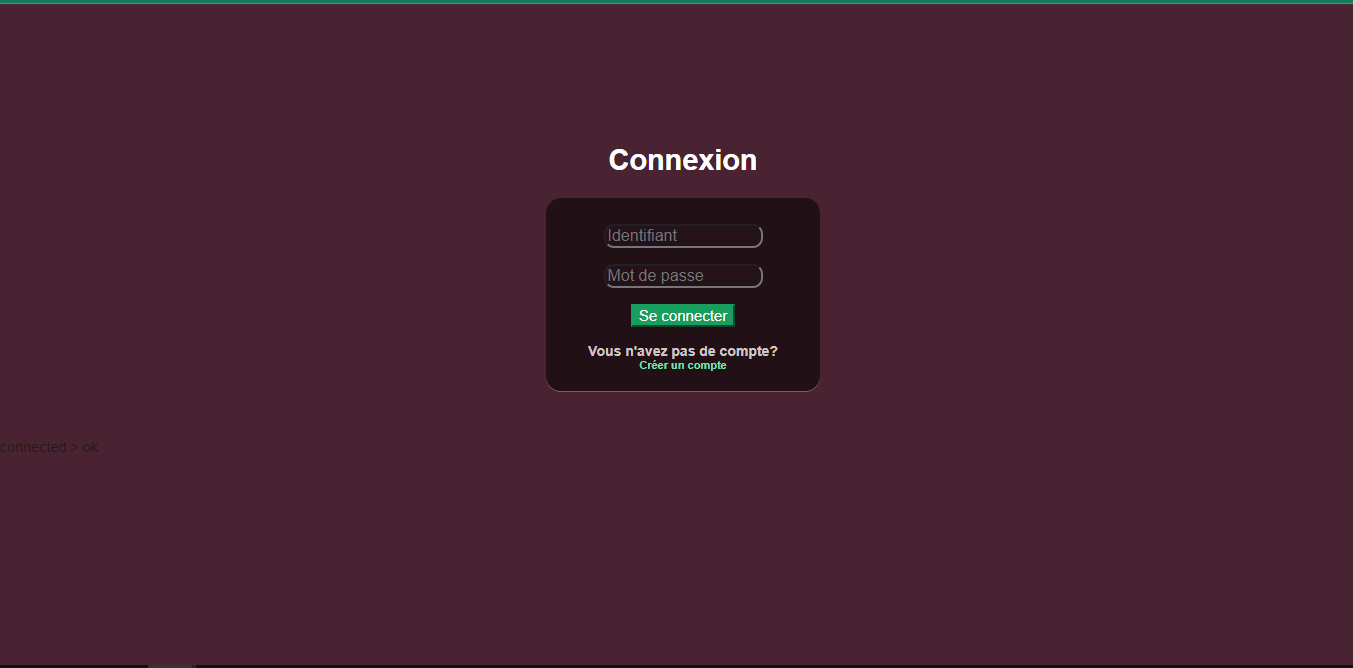 Connexion
Identifiant
Mot de passe
Se connecter
Vous n'avez pas de compte?
Créer un compte
connected > ok